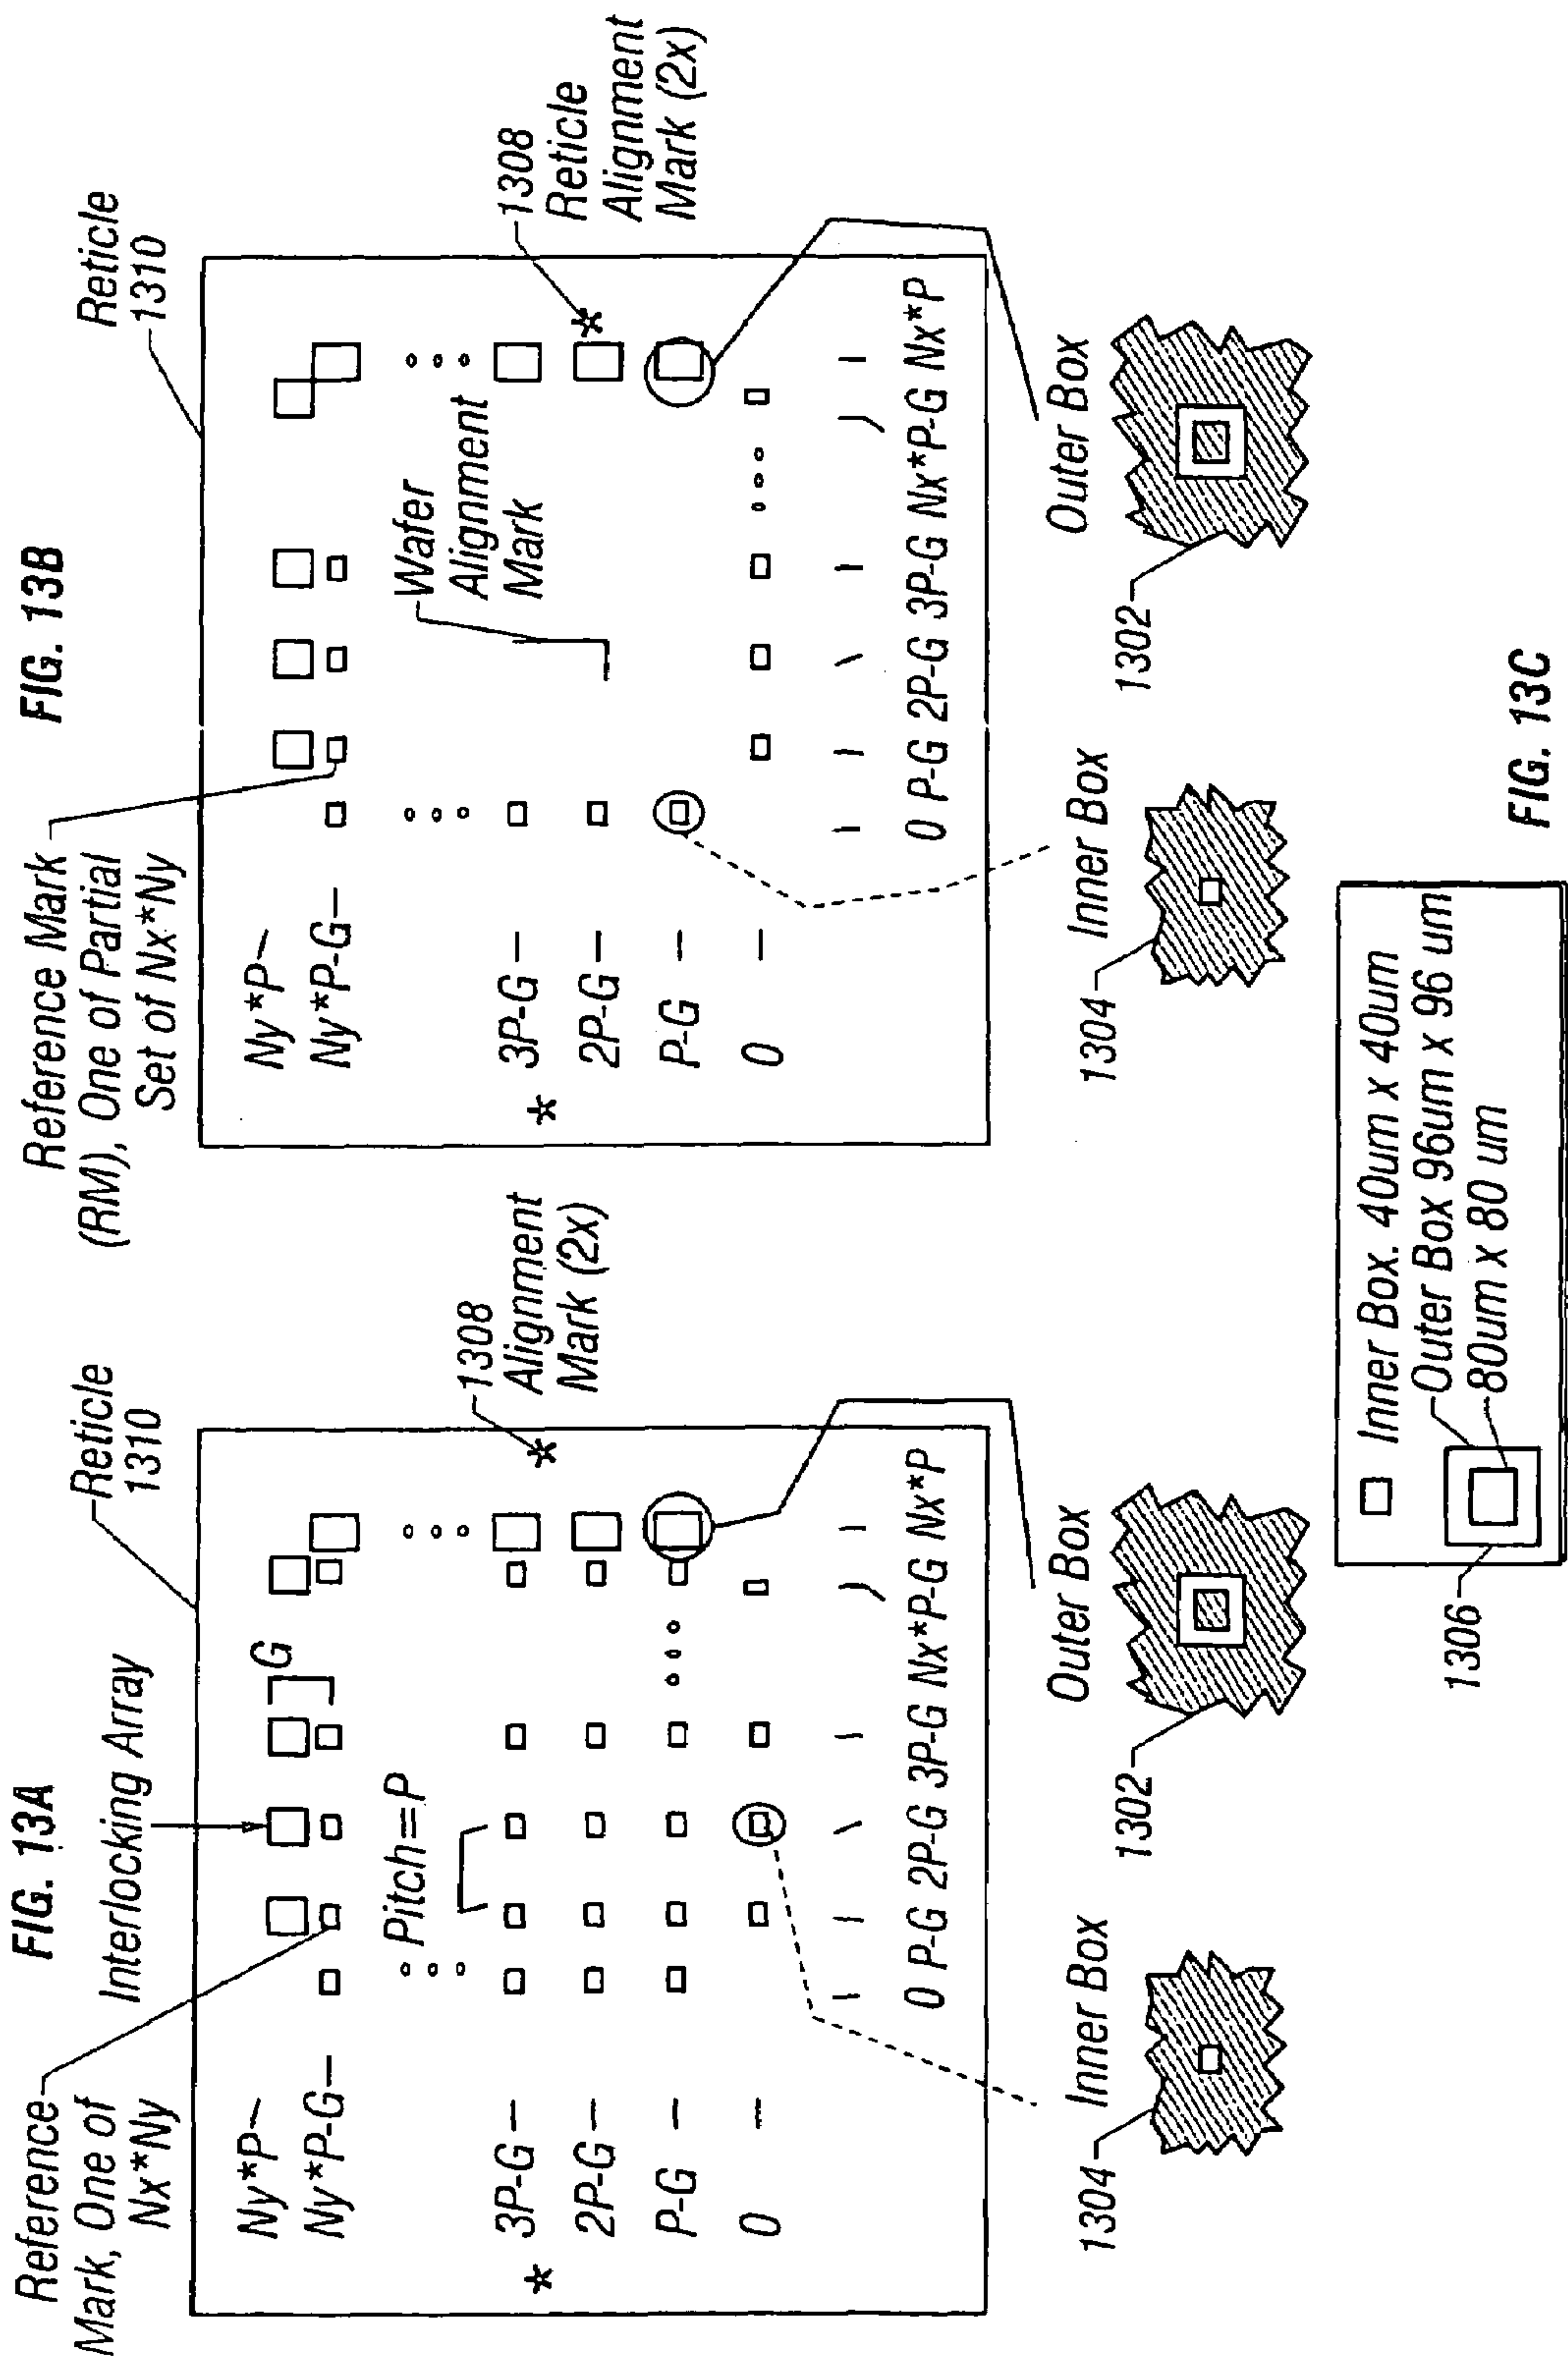 FIG. 13A
Reference
Mark, One of
Nx*Ny
Interlocking Array
Reticle
1310
G
Pitch=P
1308
Alignment
Mark (2x)
Ny*P
Ny*P-G
3P-G
2P-G
P-G
0
*
*
0 P-G 2P-G 3P-G Nx*P-G Nx*P
1304
Inner Box
1302
Outer Box
FIG. 13B
Reference Mark
(RM), One of Partial
Set of Nx*Ny
Reticle
1310
Wafer
Alignment
Mark
1308
Reticle
Alignment
Mark (2x)
Ny*P
Ny*P-G
3P-G
2P-G
P-G
0
*
*
0 P-G 2P-G 3P-G Nx*P-G Nx*P
1304
Inner Box
1302
Outer Box
1306
Inner Box. 40um x 40um
Outer Box 96um x 96 um
80um x 80 um
FIG. 13C